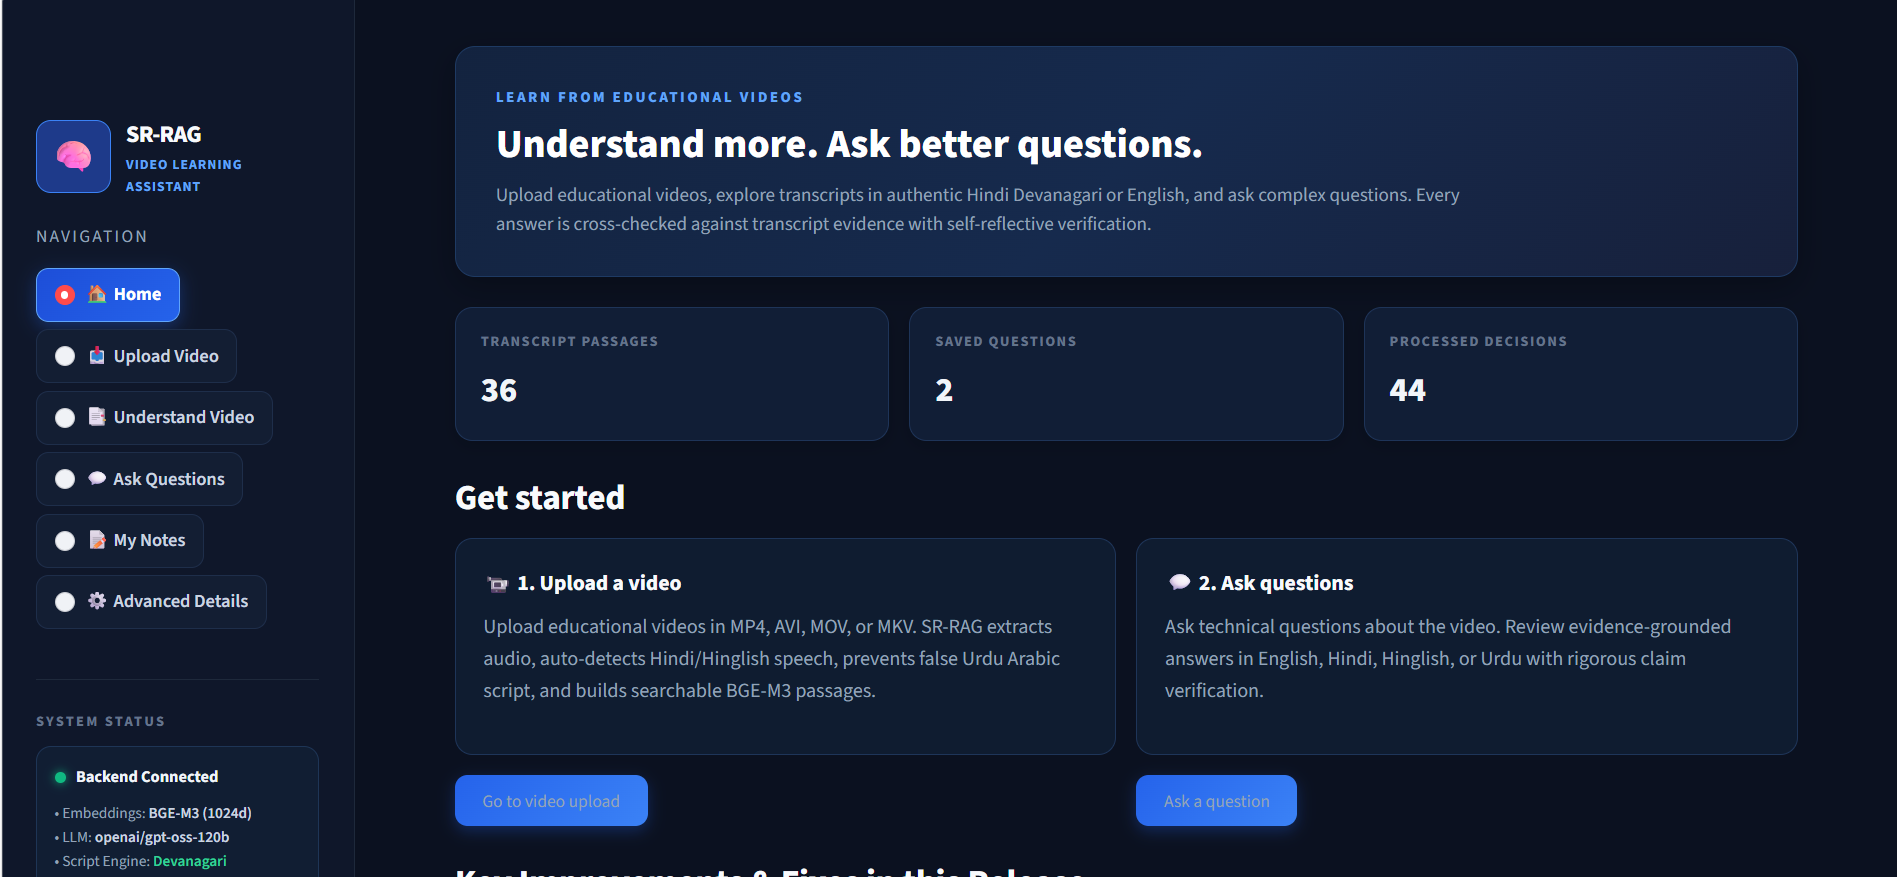 SR-RAG
VIDEO LEARNING
ASSISTANT
NAVIGATION
Home
Upload Video
Understand Video
Ask Questions
My Notes
Advanced Details
SYSTEM STATUS
Backend Connected
• Embeddings: BGE-M3 (1024d)
• LLM: openai/gpt-oss-120b
• Script Engine: Devanagari
LEARN FROM EDUCATIONAL VIDEOS
Understand more. Ask better questions.
Upload educational videos, explore transcripts in authentic Hindi Devanagari or English, and ask complex questions. Every
answer is cross-checked against transcript evidence with self-reflective verification.
TRANSCRIPT PASSAGES
36
SAVED QUESTIONS
2
PROCESSED DECISIONS
44
Get started
1. Upload a video
Upload educational videos in MP4, AVI, MOV, or MKV. SR-RAG extracts
audio, auto-detects Hindi/Hinglish speech, prevents false Urdu Arabic
script, and builds searchable BGE-M3 passages.
Go to video upload
2. Ask questions
Ask technical questions about the video. Review evidence-grounded
answers in English, Hindi, Hinglish, or Urdu with rigorous claim
verification.
Ask a question
Key Improvements & Fixes in this Release